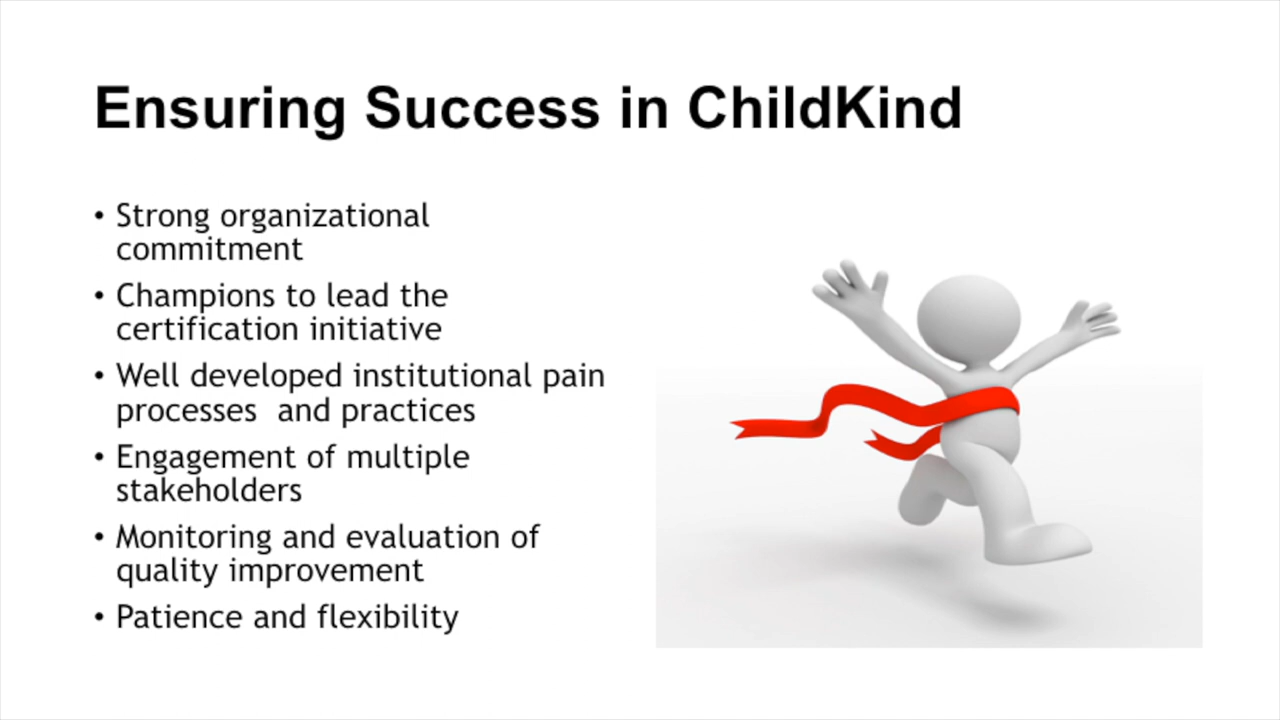 Ensuring Success in ChildKind
• Strong organizational
commitment
• Champions to lead the
certification initiative
• Well developed institutional pain
processes  and practices
• Engagement of multiple
stakeholders
• Monitoring and evaluation of
quality improvement
• Patience and flexibility